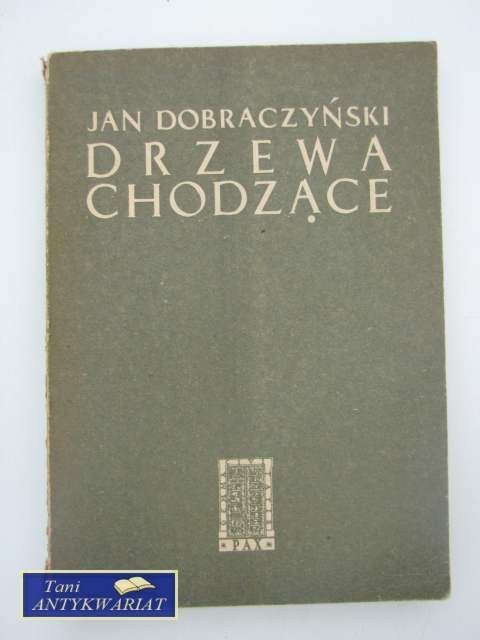 JAN DOBRACZYŃSKI
DRZEWA
CHODZĄCE
* PAX *
Tani
ANTYKWARIAT